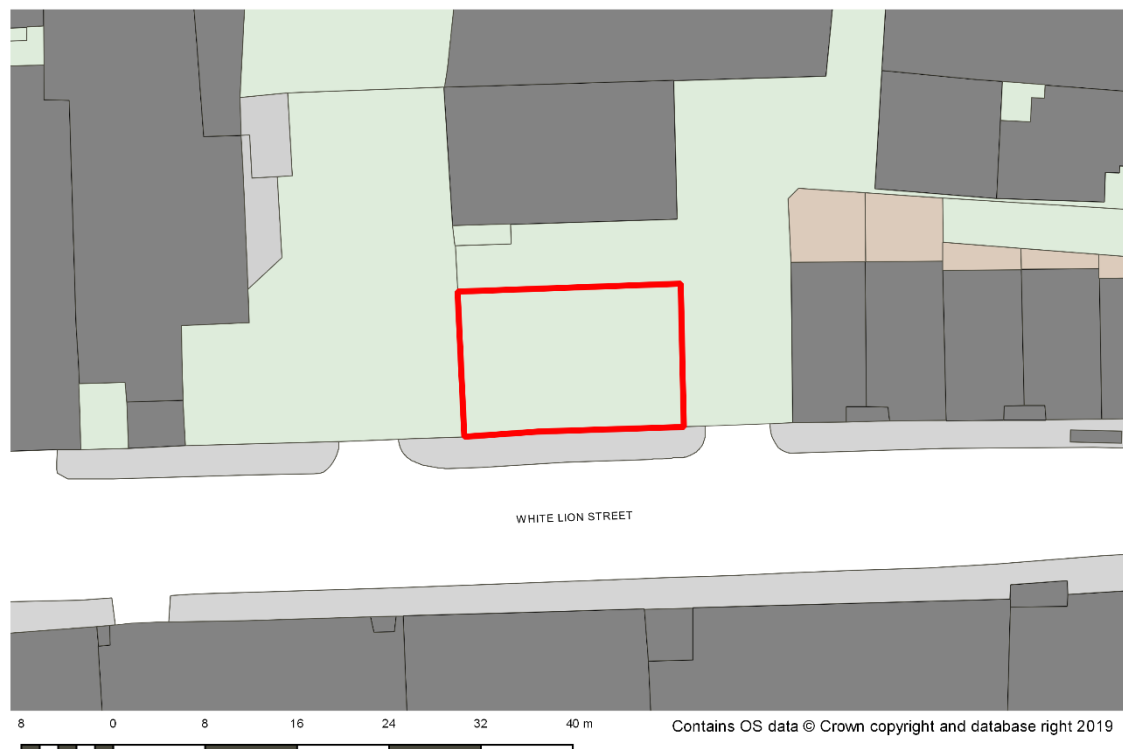 WHITE LION STREET
8 0 8 16 24 32 40 m
Contains OS data © Crown copyright and database right 2019